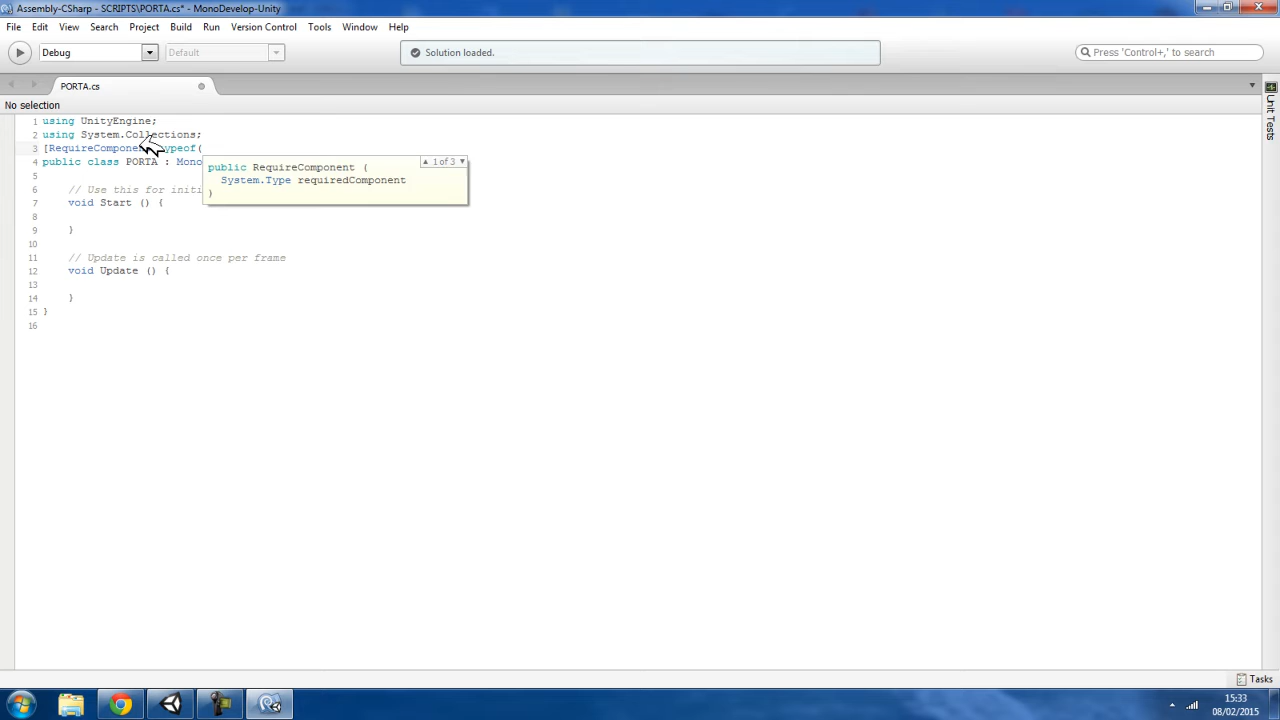 Assembly-CSharp - SCRIPTS\PORTA.cs* - MonoDevelop-Unity
File Edit View Search Project Build Run Version Control Tools Window Help
Debug Default Solution loaded. Press 'Control+,' to search
PORTA.cs
No selection
Unit Tests
1 using UnityEngine;
2 using System.Collections;
3 [RequireComponen typeof(
4 public class PORTA : Mono
5
6 // Use this for initi
7 void Start () {
8
9 }
10
11 // Update is called once per frame
12 void Update () {
13
14 }
15 }
16
public RequireComponent ( 1 of 3
System.Type requiredComponent
)
Tasks
15:33
08/02/2015